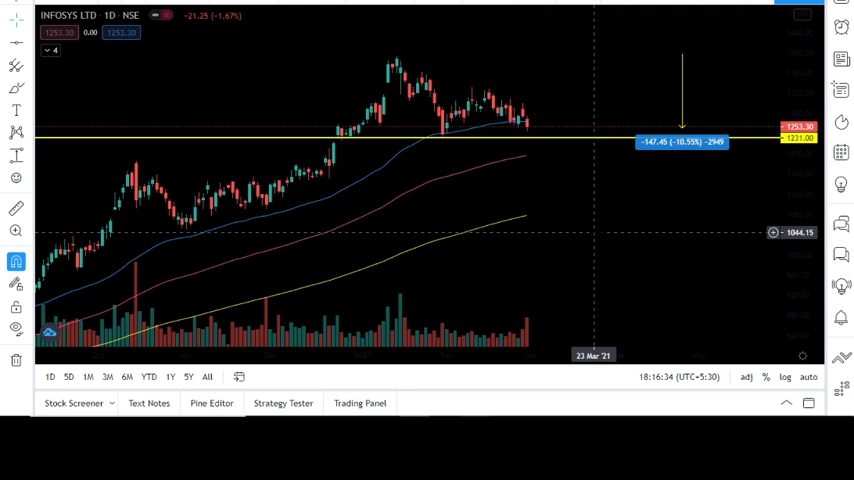 INFOSYS LTD · 1D · NSE
-21.25 (-1.67%)
1253.30 0.00 1253.30
4
1253.30
1231.00
-147.45 (-10.55%) -2949
1044.15
23 Mar '21
1D 5D 1M 3M 6M YTD 1Y 5Y All
18:16:34 (UTC+5:30)
adj % log auto
Stock Screener Text Notes Pine Editor Strategy Tester Trading Panel